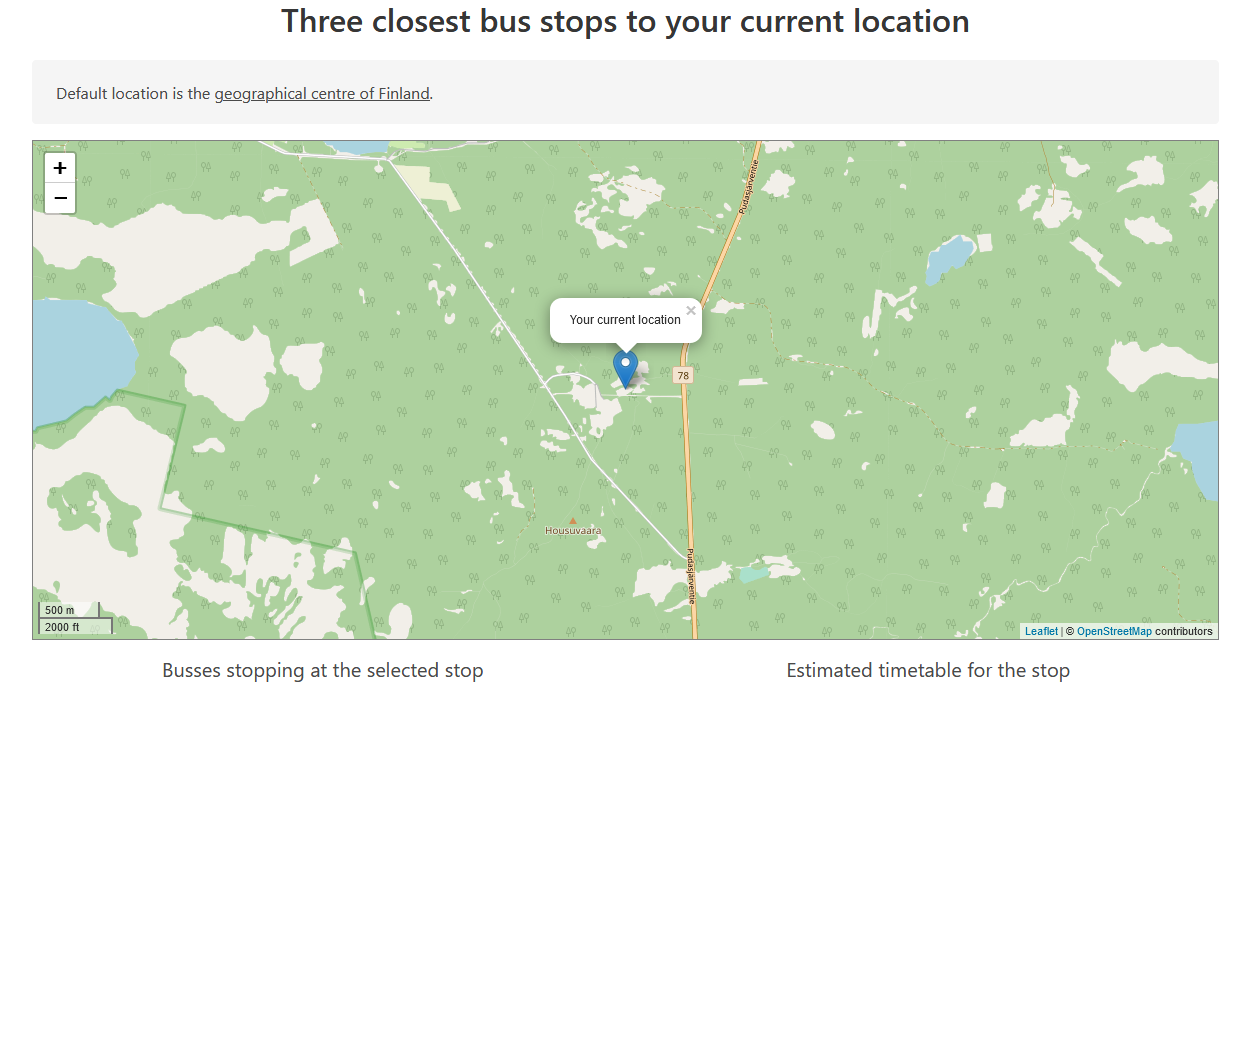 Three closest bus stops to your current location
Default location is the geographical centre of Finland.
+
−
Pudasjärventie
Your current location
×
78
Housuvaara
Pudasjärventie
500 m
2000 ft
Leaflet | © OpenStreetMap contributors
Busses stopping at the selected stop
Estimated timetable for the stop